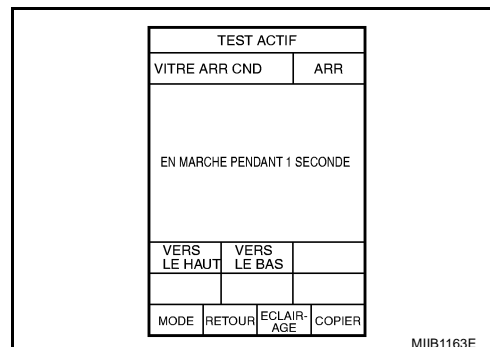 TEST ACTIF
VITRE ARR CND ARR
EN MARCHE PENDANT 1 SECONDE
VERS LE HAUT
VERS LE BAS
MODE RETOUR ECLAIR-AGE COPIER
MIIB1163E